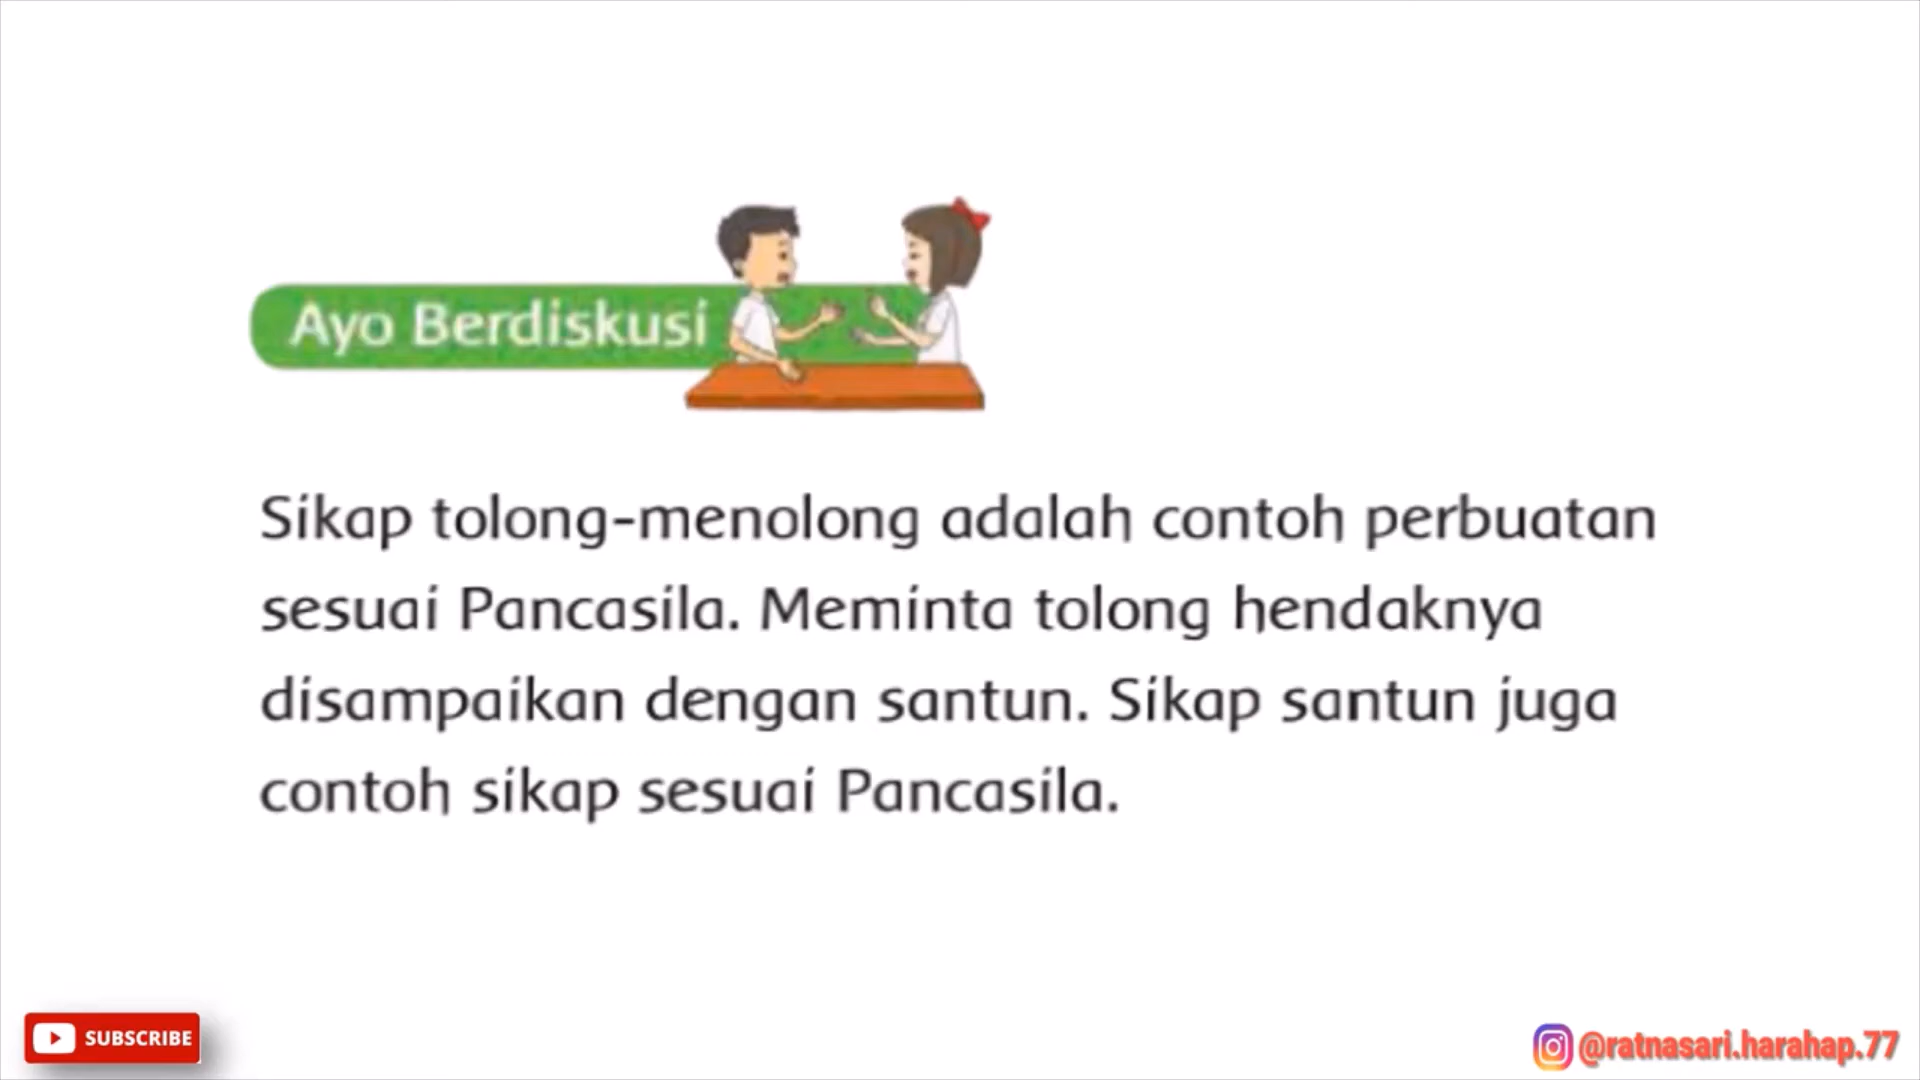 Ayo Berdiskusi
Sikap tolong-menolong adalah contoh perbuatan
sesuai Pancasila. Meminta tolong hendaknya
disampaikan dengan santun. Sikap santun juga
contoh sikap sesuai Pancasila.
SUBSCRIBE
@ratnasari.harahap.77